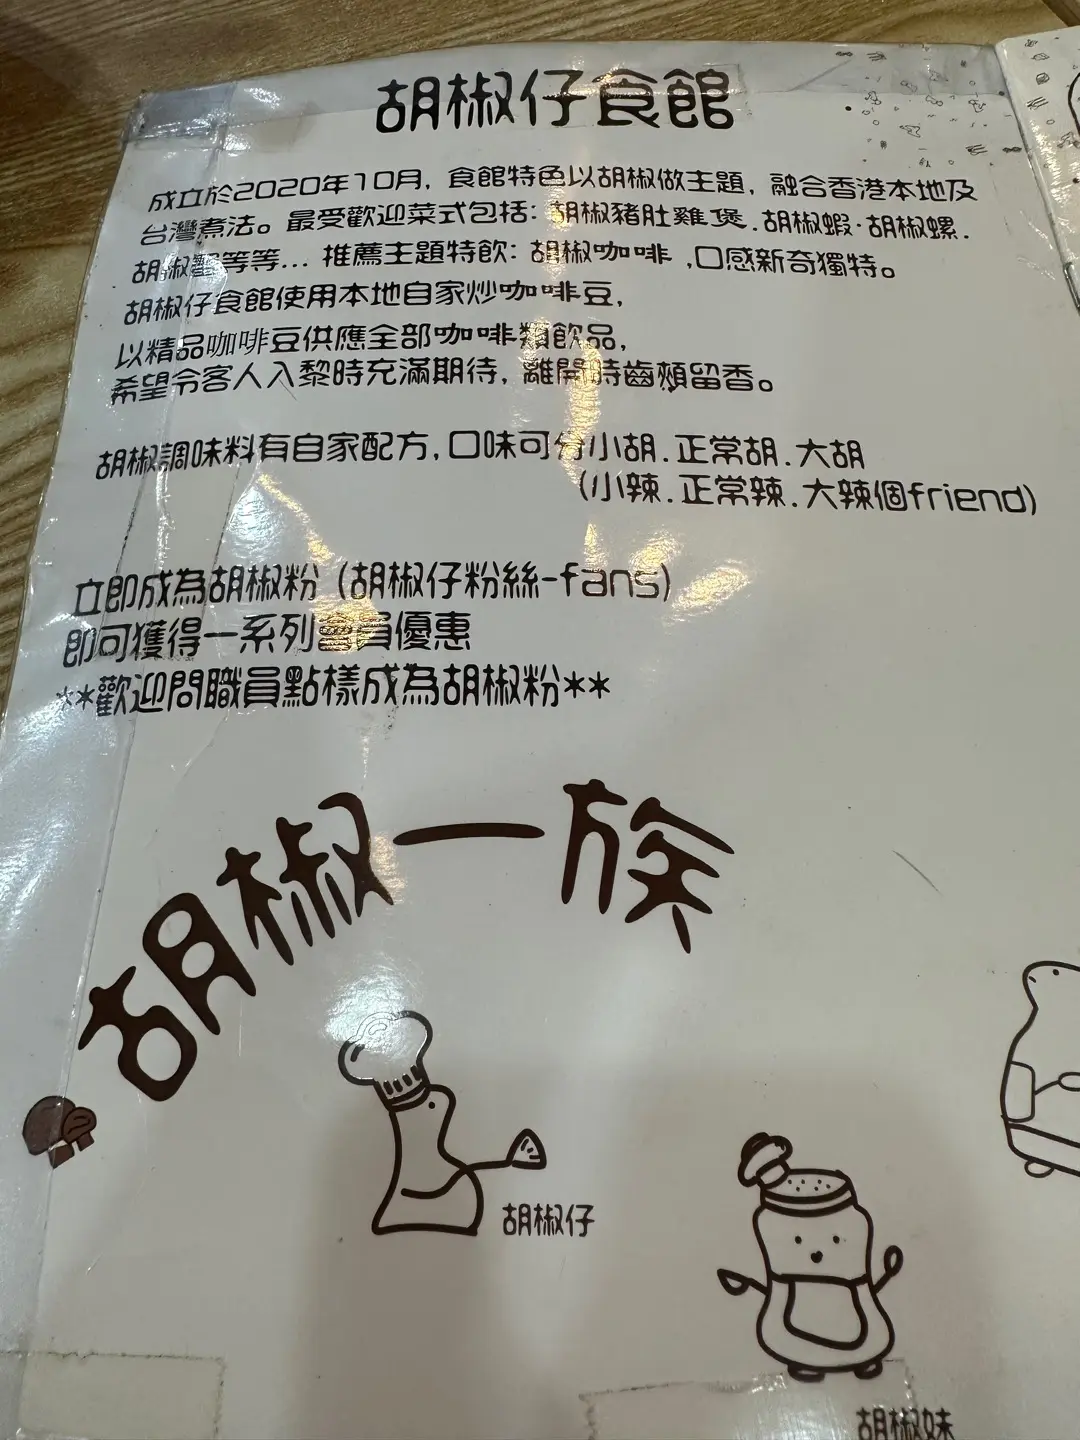 胡椒仔食館
成立於2020年10月, 食館特色以胡椒做主題, 融合香港本地及
台灣煮法。最受歡迎菜式包括: 胡椒豬肚雞煲.胡椒蝦·胡椒螺.
胡椒蟹等等... 推薦主題特飲: 胡椒咖啡 ,口感新奇獨特。
胡椒仔食館使用本地自家炒咖啡豆,
以精品咖啡豆供應全部咖啡類飲品,
希望令客人入黎時充滿期待, 離開時齒頰留香。
胡椒調味料有自家配方,口味可分小胡.正常胡.大胡
(小辣.正常辣.大辣個friend)
立即成為胡椒粉 (胡椒仔粉絲-fans)
即可獲得一系列會員優惠
**歡迎問職員點樣成為胡椒粉**
胡椒一族
胡椒仔
胡椒妹